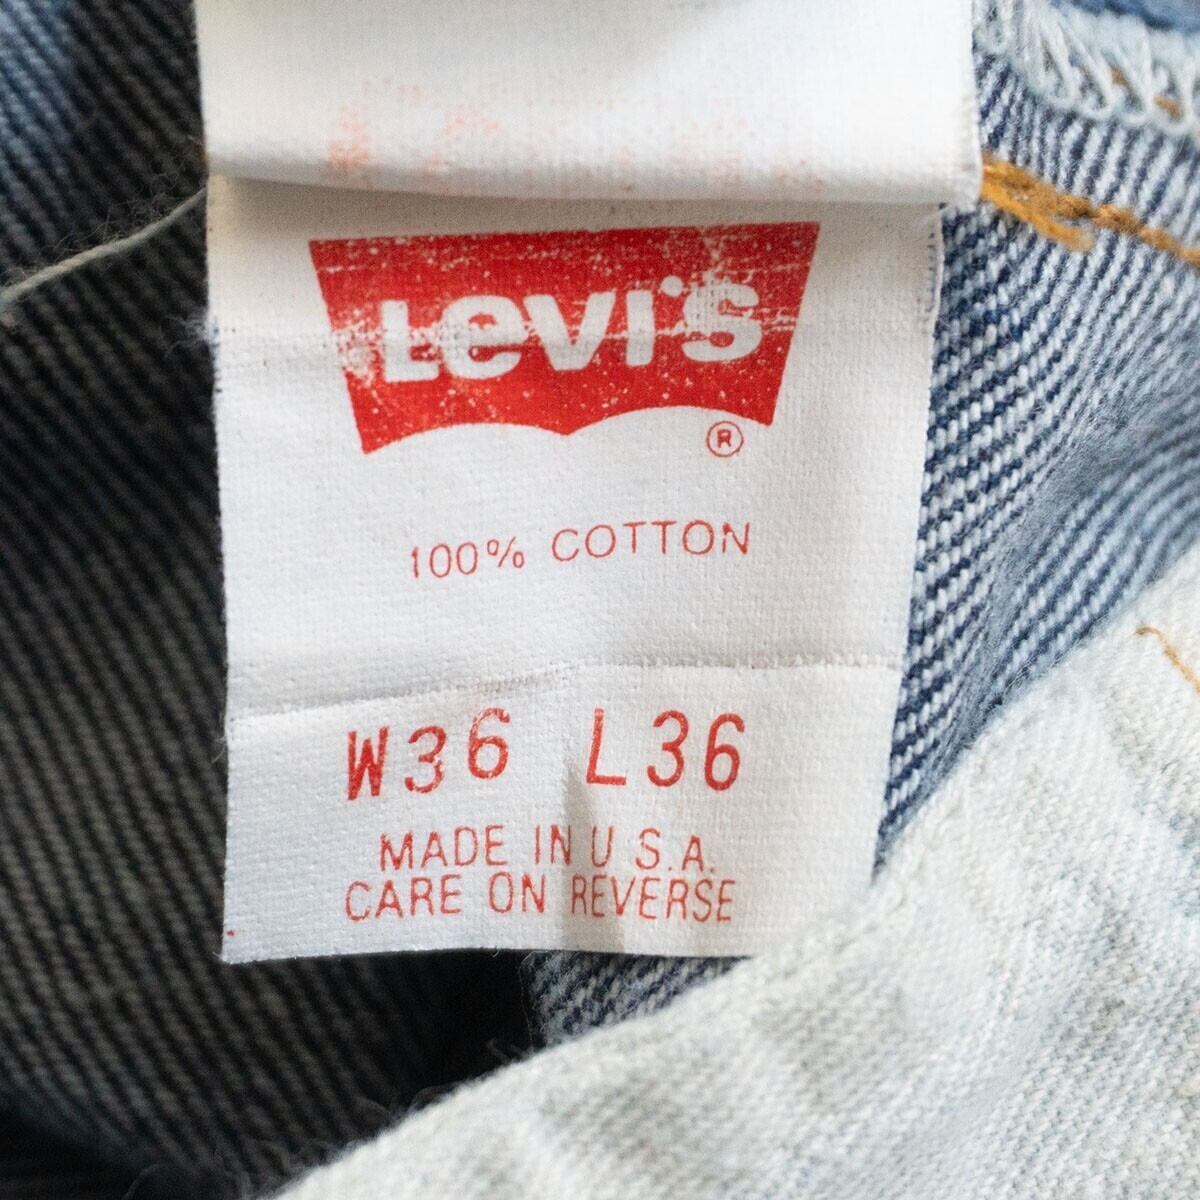 Levi's
®
100% COTTON
W36 L36
MADE IN U S.A.
CARE ON REVERSE